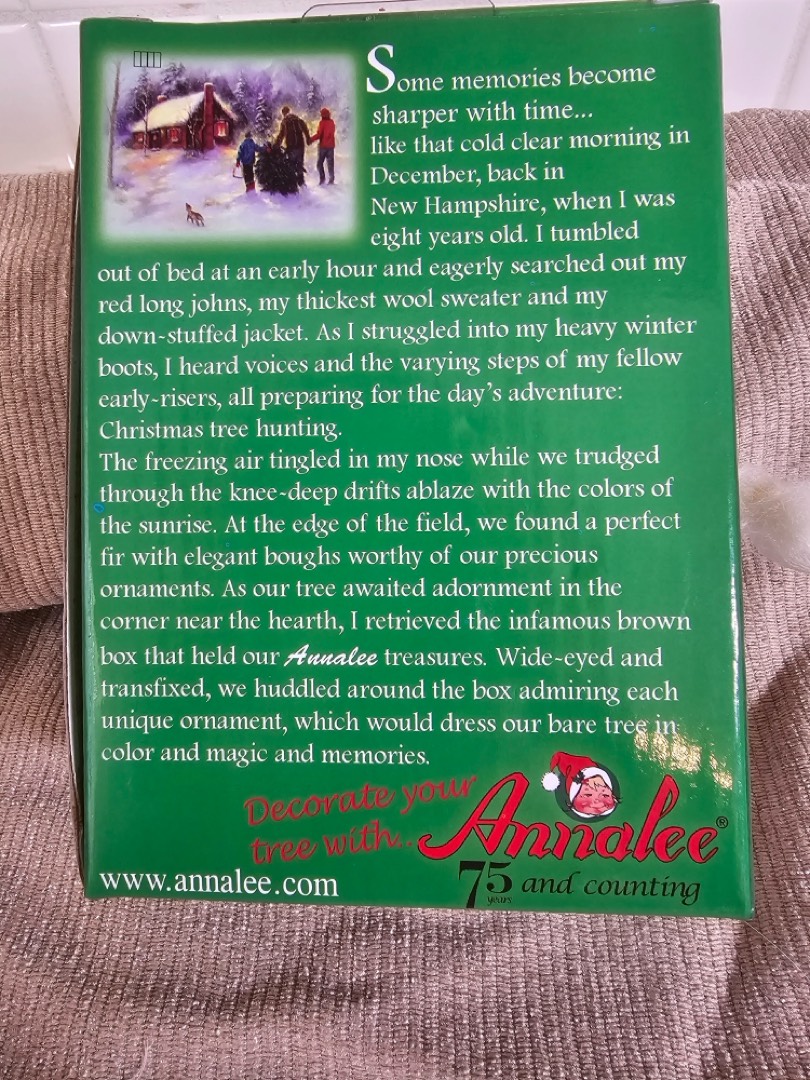 Some memories become
sharper with time...
like that cold clear morning in
December, back in
New Hampshire, when I was
eight years old. I tumbled
out of bed at an early hour and eagerly searched out my
red long johns, my thickest wool sweater and my
down-stuffed jacket. As I struggled into my heavy winter
boots, I heard voices and the varying steps of my fellow
early-risers, all preparing for the day's adventure:
Christmas tree hunting.
The freezing air tingled in my nose while we trudged
through the knee-deep drifts ablaze with the colors of
the sunrise. At the edge of the field, we found a perfect
fir with elegant boughs worthy of our precious
ornaments. As our tree awaited adornment in the
corner near the hearth, I retrieved the infamous brown
box that held our Annalee treasures. Wide-eyed and
transfixed, we huddled around the box admiring each
unique ornament, which would dress our bare tree in
color and magic and memories.
Decorate your
tree with..
Annalee®
www.annalee.com
75 years and counting